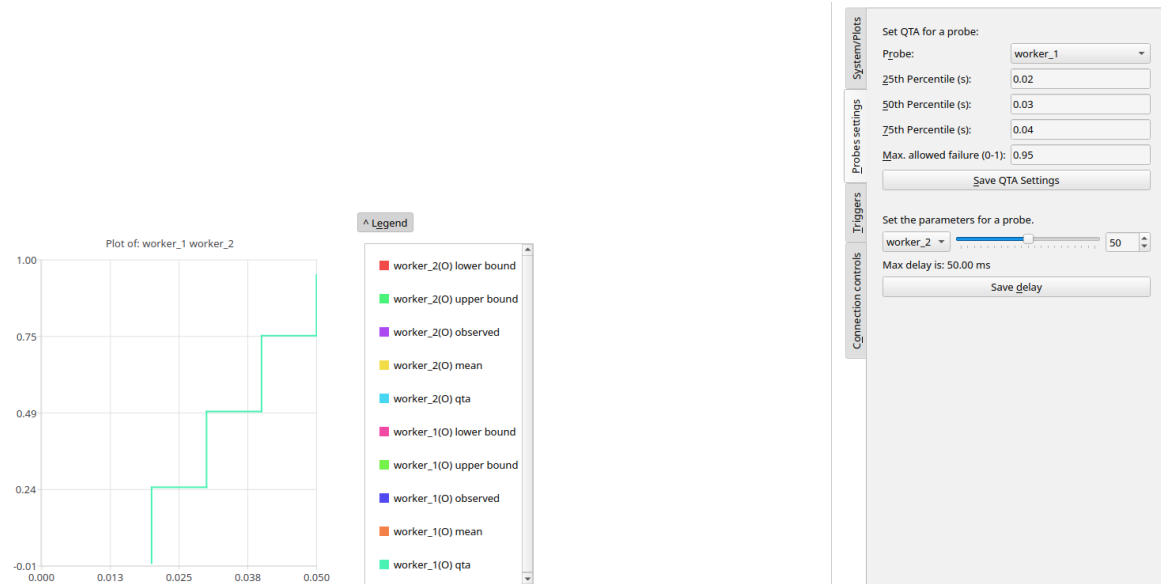 ^ Legend
Plot of: worker_1 worker_2
1.00
0.75
0.49
0.24
-0.01
0.000
0.013
0.025
0.038
0.050
worker_2(O) lower bound
worker_2(O) upper bound
worker_2(O) observed
worker_2(O) mean
worker_2(O) qta
worker_1(O) lower bound
worker_1(O) upper bound
worker_1(O) observed
worker_1(O) mean
worker_1(O) qta
System/Plots
Probes settings
Triggers
Connection controls
Set QTA for a probe:
Probe: worker_1
25th Percentile (s): 0.02
50th Percentile (s): 0.03
75th Percentile (s): 0.04
Max. allowed failure (0-1): 0.95
Save QTA Settings
Set the parameters for a probe.
worker_2 50
Max delay is: 50.00 ms
Save delay